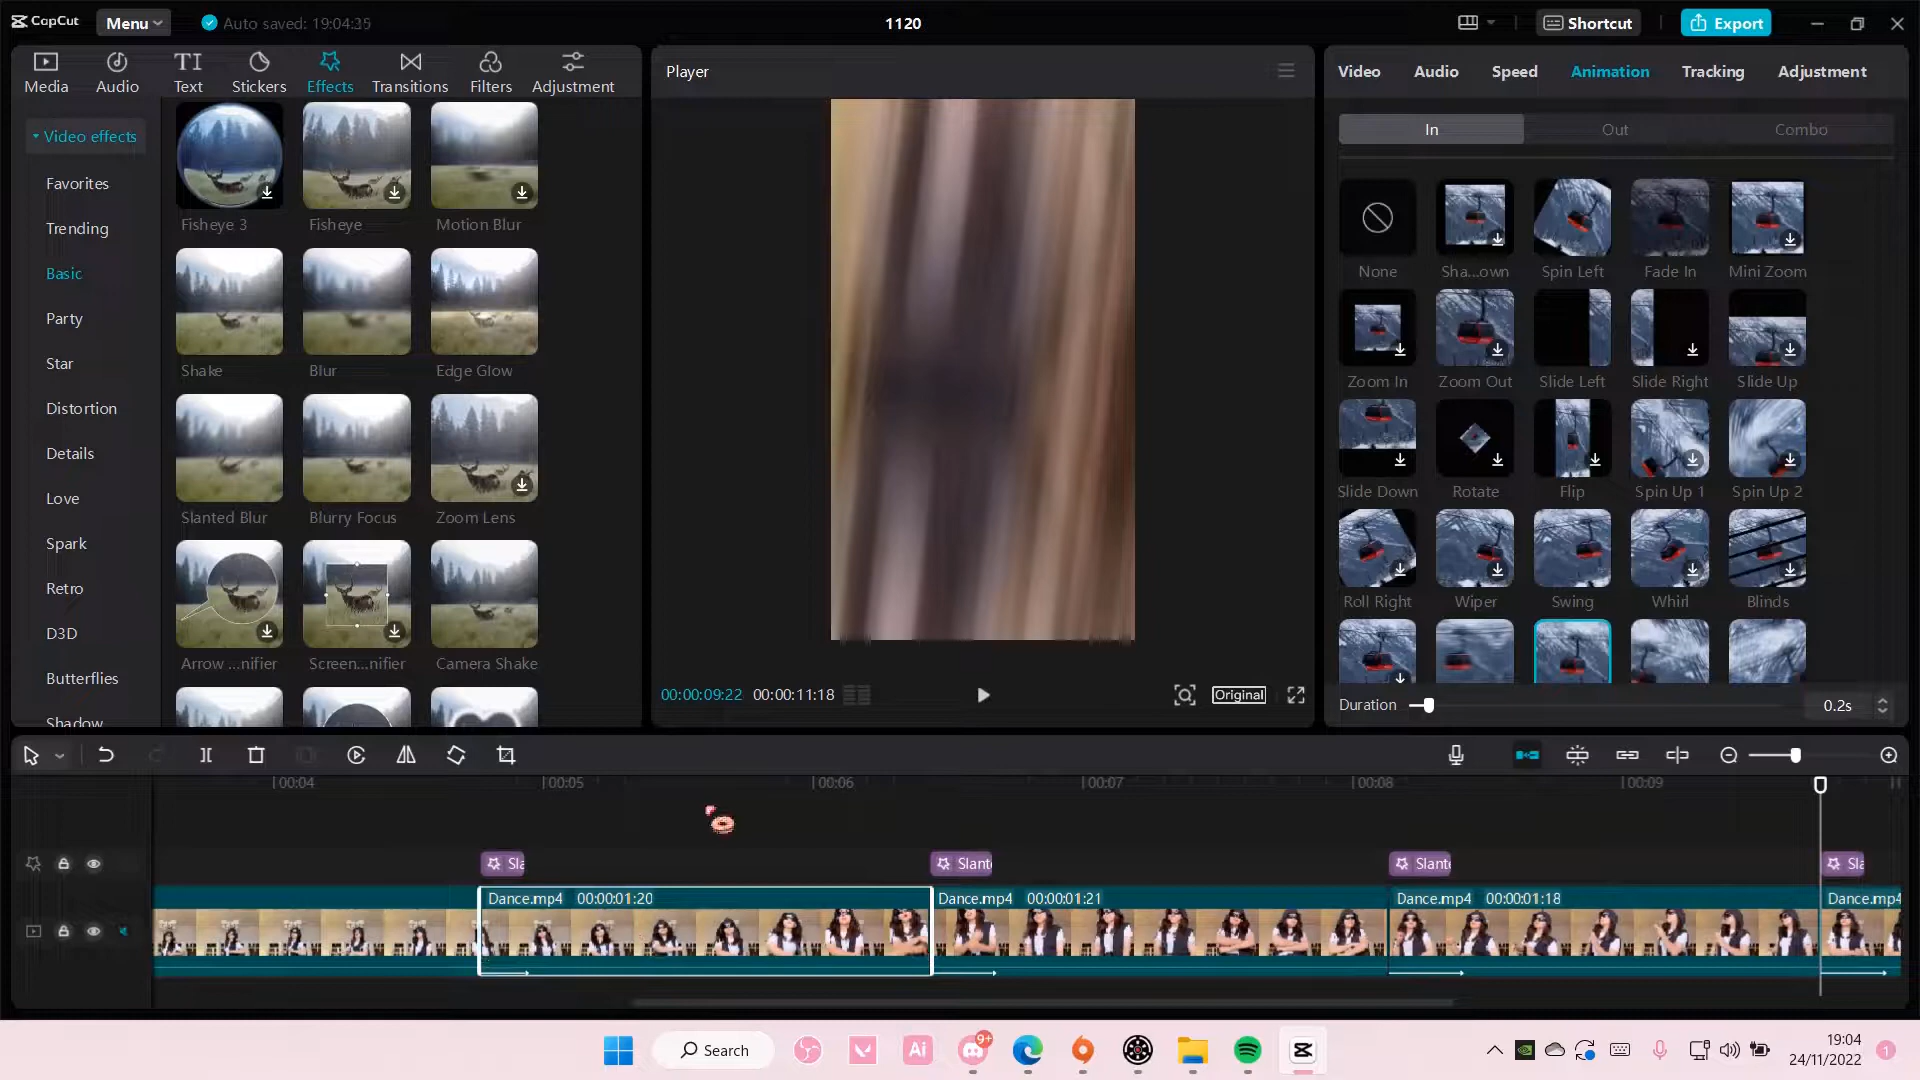 CapCut
Menu
Auto saved: 19:04:35
1120
Shortcut
Export
Media
Audio
Text
Stickers
Effects
Transitions
Filters
Adjustment
Player
Video
Audio
Speed
Animation
Tracking
Adjustment
In
Out
Combo
Video effects
Favorites
Trending
Basic
Party
Star
Distortion
Details
Love
Spark
Retro
D3D
Butterflies
Shadow
Fisheye 3
Fisheye
Motion Blur
Shake
Blur
Edge Glow
Slanted Blur
Blurry Focus
Zoom Lens
Arrow ...nifier
Screen...nifier
Camera Shake
None
Sha...own
Spin Left
Fade In
Mini Zoom
Zoom In
Zoom Out
Slide Left
Slide Right
Slide Up
Slide Down
Rotate
Flip
Spin Up 1
Spin Up 2
Roll Right
Wiper
Swing
Whirl
Blinds
00:00:09:22 00:00:11:18
Original
Duration
0.2s
00:04
00:05
00:06
00:07
00:08
00:09
Sla
Slant
Slant
Sla
Dance.mp4 00:00:01:20
Dance.mp4 00:00:01:21
Dance.mp4 00:00:01:18
Dance.mp4
Search
Ai
9+
19:04
24/11/2022
1